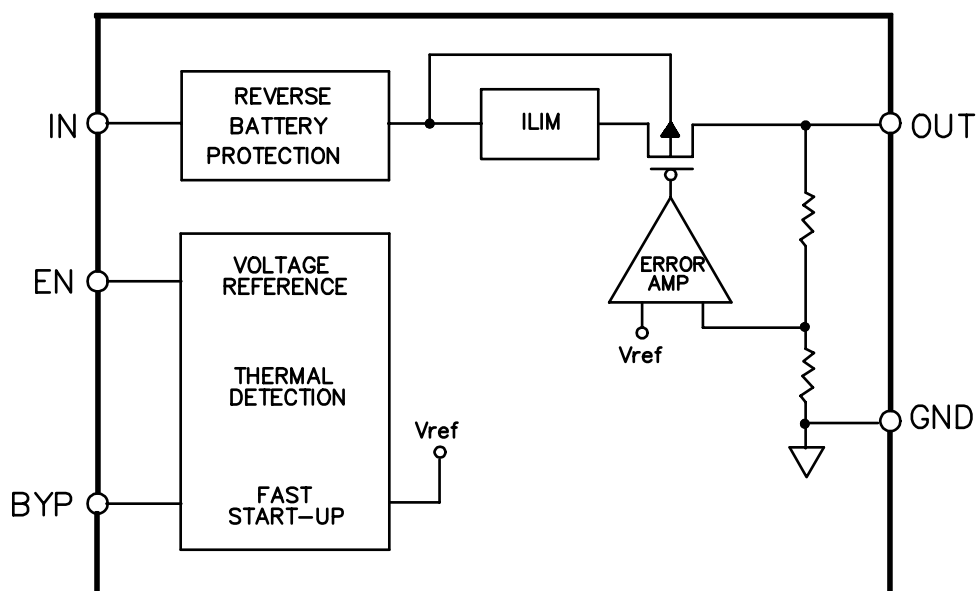 IN
REVERSE
BATTERY
PROTECTION
ILIM
OUT
EN
VOLTAGE
REFERENCE
THERMAL
DETECTION
FAST
START-UP
BYP
Vref
ERROR
AMP
Vref
GND